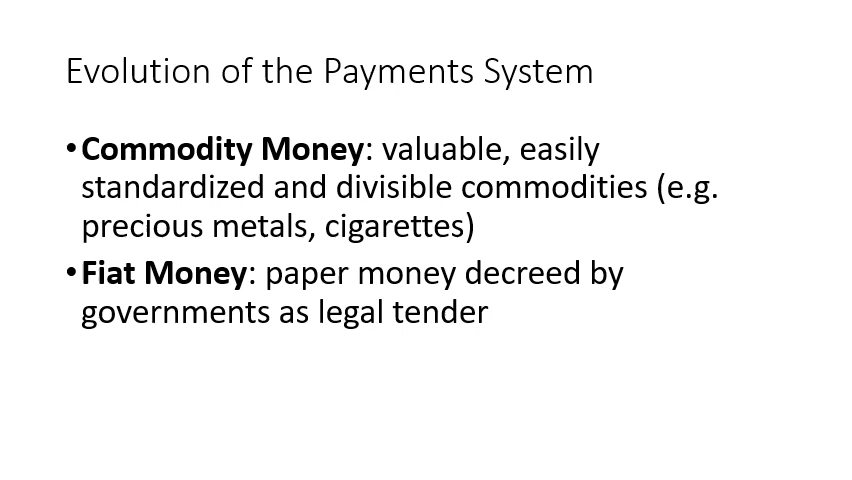 Evolution of the Payments System
•Commodity Money: valuable, easily
standardized and divisible commodities (e.g.
precious metals, cigarettes)
•Fiat Money: paper money decreed by
governments as legal tender